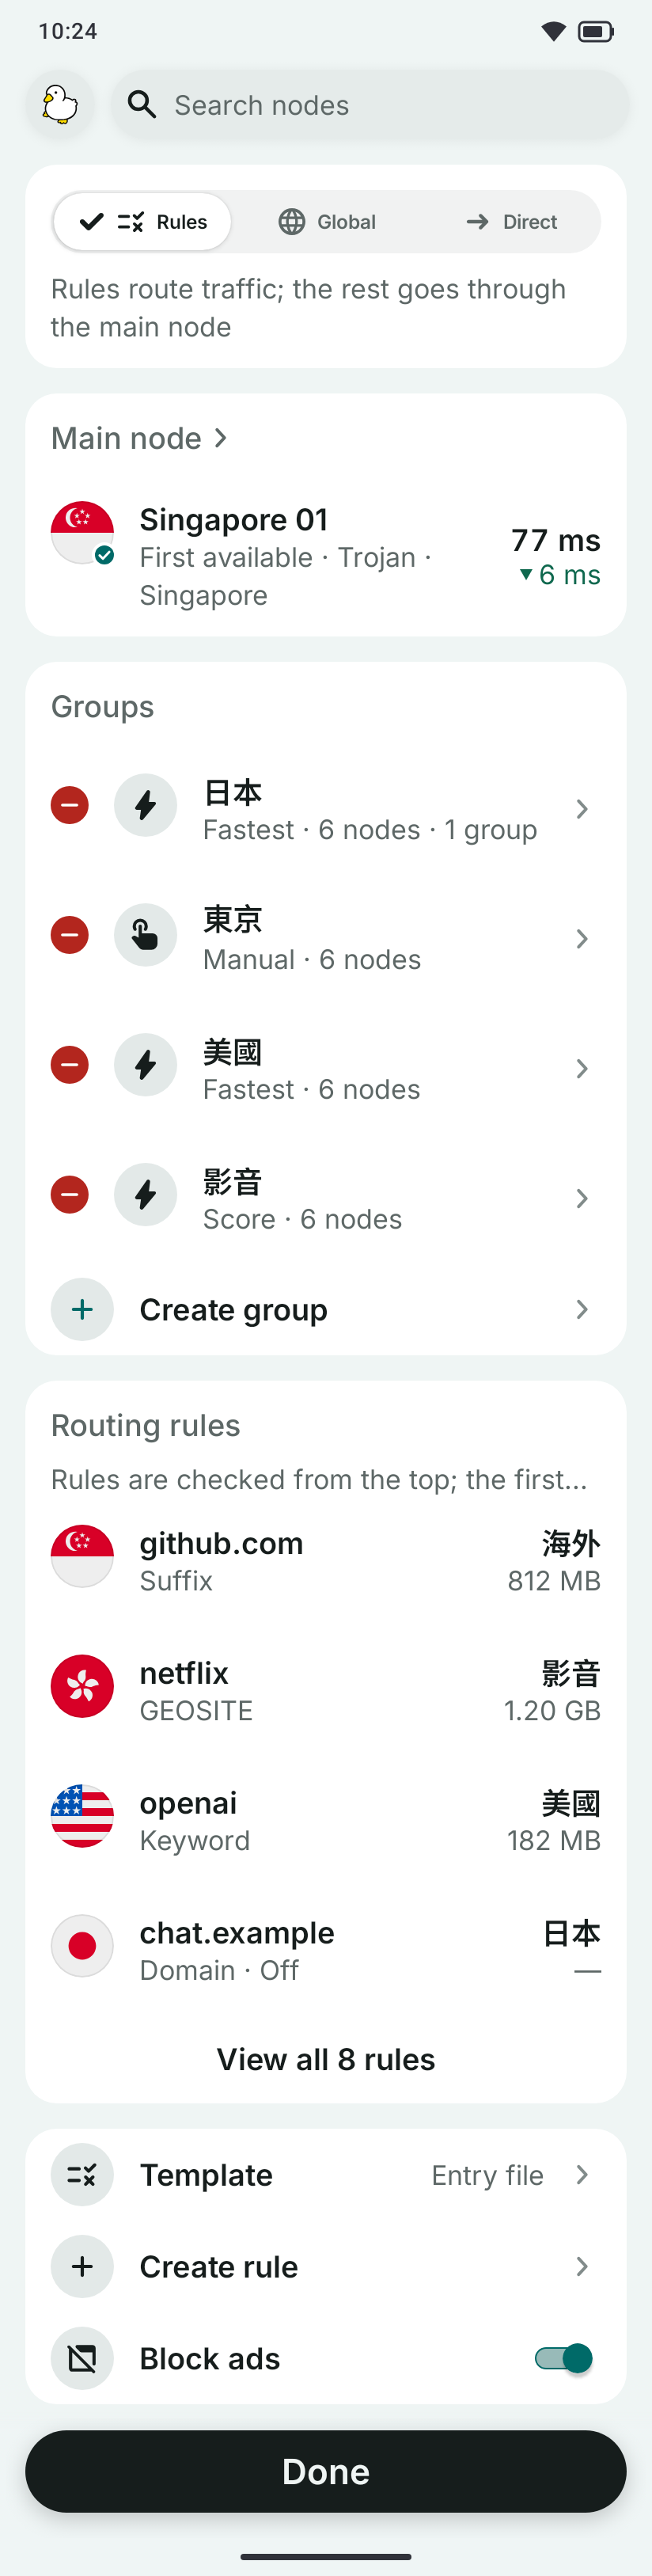 10:24
Search nodes
Rules
Global
Direct
Rules route traffic; the rest goes through
the main node
Main node
Singapore 01
First available · Trojan ·
Singapore
77 ms
6 ms
Groups
日本
Fastest · 6 nodes · 1 group
東京
Manual · 6 nodes
美國
Fastest · 6 nodes
影音
Score · 6 nodes
Create group
Routing rules
Rules are checked from the top; the first...
github.com
海外
Suffix
812 MB
netflix
影音
GEOSITE
1.20 GB
openai
美國
Keyword
182 MB
chat.example
日本
Domain · Off
—
View all 8 rules
Template
Entry file
Create rule
Block ads
Done